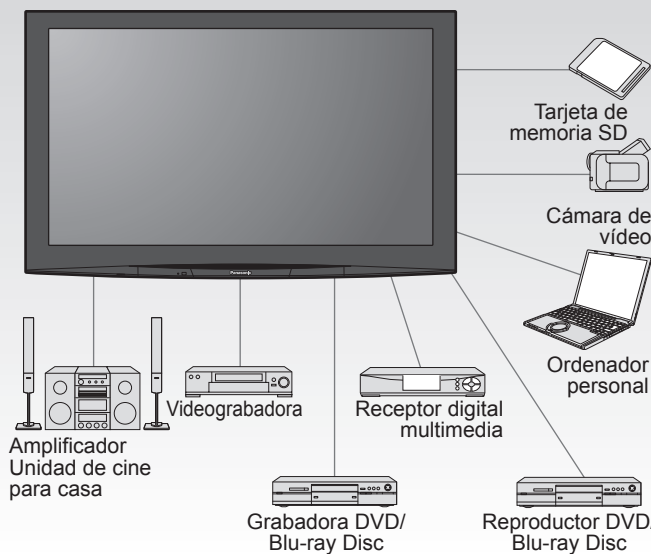 Tarjeta de
memoria SD
Cámara de
vídeo
Panasonic
Ordenador
personal
Videograbadora
Receptor digital
multimedia
Amplificador
Unidad de cine
para casa
Grabadora DVD/
Blu-ray Disc
Reproductor DVD/
Blu-ray Disc